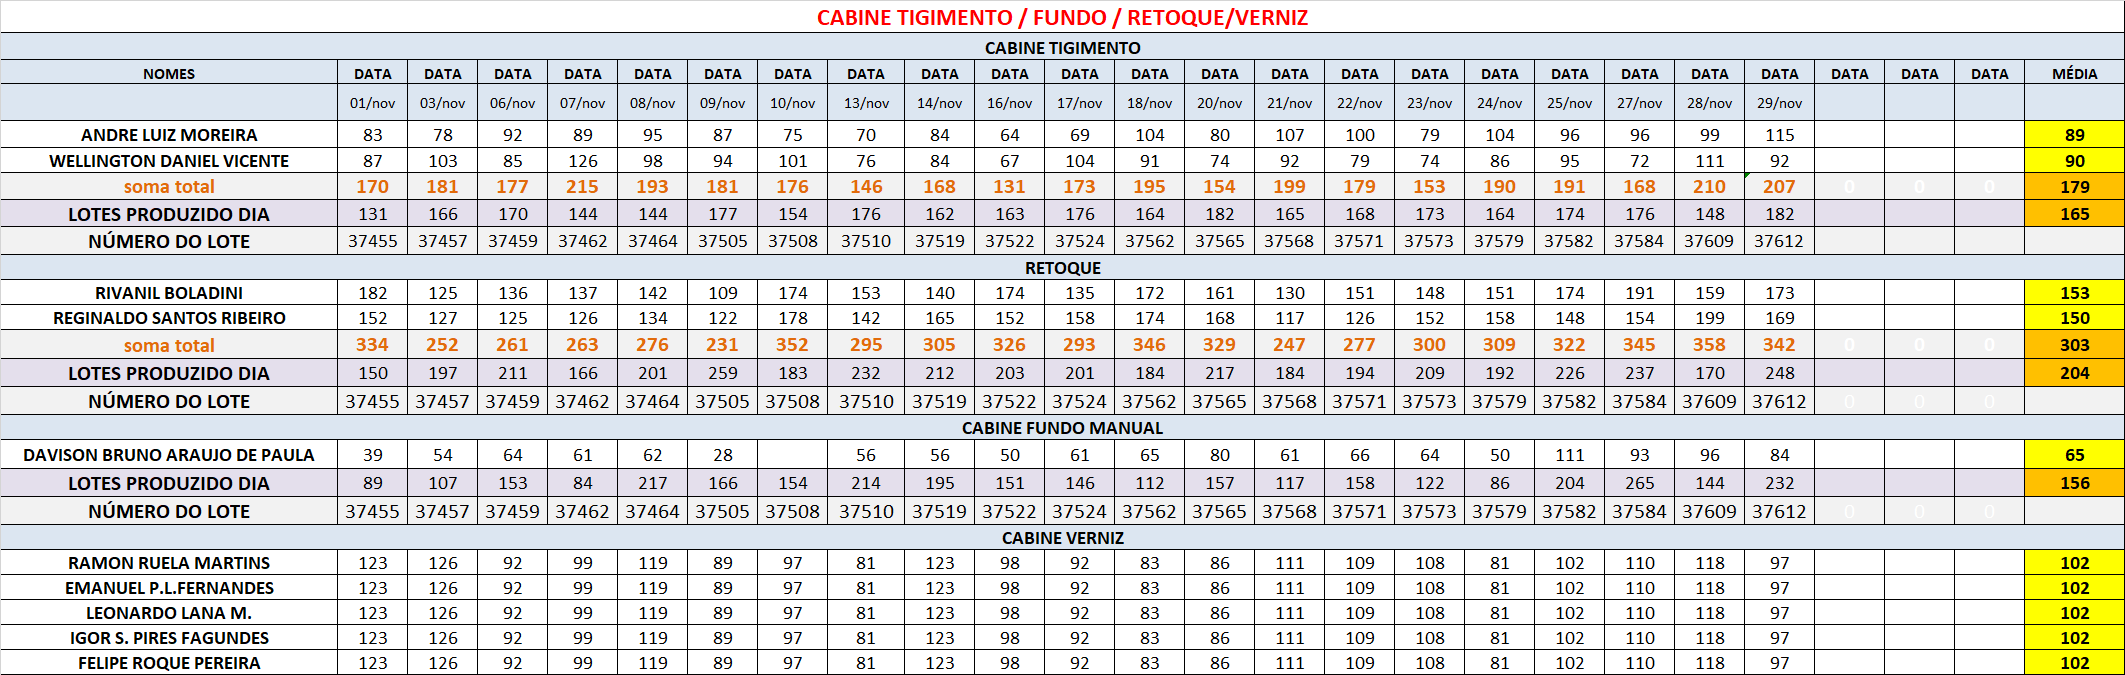 CABINE TIGIMENTO / FUNDO / RETOQUE/VERNIZ
CABINE TIGIMENTO
NOMES DATA DATA DATA DATA DATA DATA DATA DATA DATA DATA DATA DATA DATA DATA DATA DATA DATA DATA DATA DATA DATA DATA DATA DATA MÉDIA
01/nov 03/nov 06/nov 07/nov 08/nov 09/nov 10/nov 13/nov 14/nov 16/nov 17/nov 18/nov 20/nov 21/nov 22/nov 23/nov 24/nov 25/nov 27/nov 28/nov 29/nov
ANDRE LUIZ MOREIRA 83 78 92 89 95 87 75 70 84 64 69 104 80 107 100 79 104 96 96 99 115 89
WELLINGTON DANIEL VICENTE 87 103 85 126 98 94 101 76 84 67 104 91 74 92 79 74 86 95 72 111 92 90
soma total 170 181 177 215 193 181 176 146 168 131 173 195 154 199 179 153 190 191 168 210 207 0 0 0 179
LOTES PRODUZIDO DIA 131 166 170 144 144 177 154 176 162 163 176 164 182 165 168 173 164 174 176 148 182 165
NÚMERO DO LOTE 37455 37457 37459 37462 37464 37505 37508 37510 37519 37522 37524 37562 37565 37568 37571 37573 37579 37582 37584 37609 37612
RETOQUE
RIVANIL BOLADINI 182 125 136 137 142 109 174 153 140 174 135 172 161 130 151 148 151 174 191 159 173 153
REGINALDO SANTOS RIBEIRO 152 127 125 126 134 122 178 142 165 152 158 174 168 117 126 152 158 148 154 199 169 150
soma total 334 252 261 263 276 231 352 295 305 326 293 346 329 247 277 300 309 322 345 358 342 0 0 0 303
LOTES PRODUZIDO DIA 150 197 211 166 201 259 183 232 212 203 201 184 217 184 194 209 192 226 237 170 248 204
NÚMERO DO LOTE 37455 37457 37459 37462 37464 37505 37508 37510 37519 37522 37524 37562 37565 37568 37571 37573 37579 37582 37584 37609 37612 0 0 0
CABINE FUNDO MANUAL
DAVISON BRUNO ARAUJO DE PAULA 39 54 64 61 62 28 56 56 50 61 65 80 61 66 64 50 111 93 96 84 65
LOTES PRODUZIDO DIA 89 107 153 84 217 166 154 214 195 151 146 112 157 117 158 122 86 204 265 144 232 156
NÚMERO DO LOTE 37455 37457 37459 37462 37464 37505 37508 37510 37519 37522 37524 37562 37565 37568 37571 37573 37579 37582 37584 37609 37612 0 0 0
CABINE VERNIZ
RAMON RUELA MARTINS 123 126 92 99 119 89 97 81 123 98 92 83 86 111 109 108 81 102 110 118 97 102
EMANUEL P.L.FERNANDES 123 126 92 99 119 89 97 81 123 98 92 83 86 111 109 108 81 102 110 118 97 102
LEONARDO LANA M. 123 126 92 99 119 89 97 81 123 98 92 83 86 111 109 108 81 102 110 118 97 102
IGOR S. PIRES FAGUNDES 123 126 92 99 119 89 97 81 123 98 92 83 86 111 109 108 81 102 110 118 97 102
FELIPE ROQUE PEREIRA 123 126 92 99 119 89 97 81 123 98 92 83 86 111 109 108 81 102 110 118 97 102